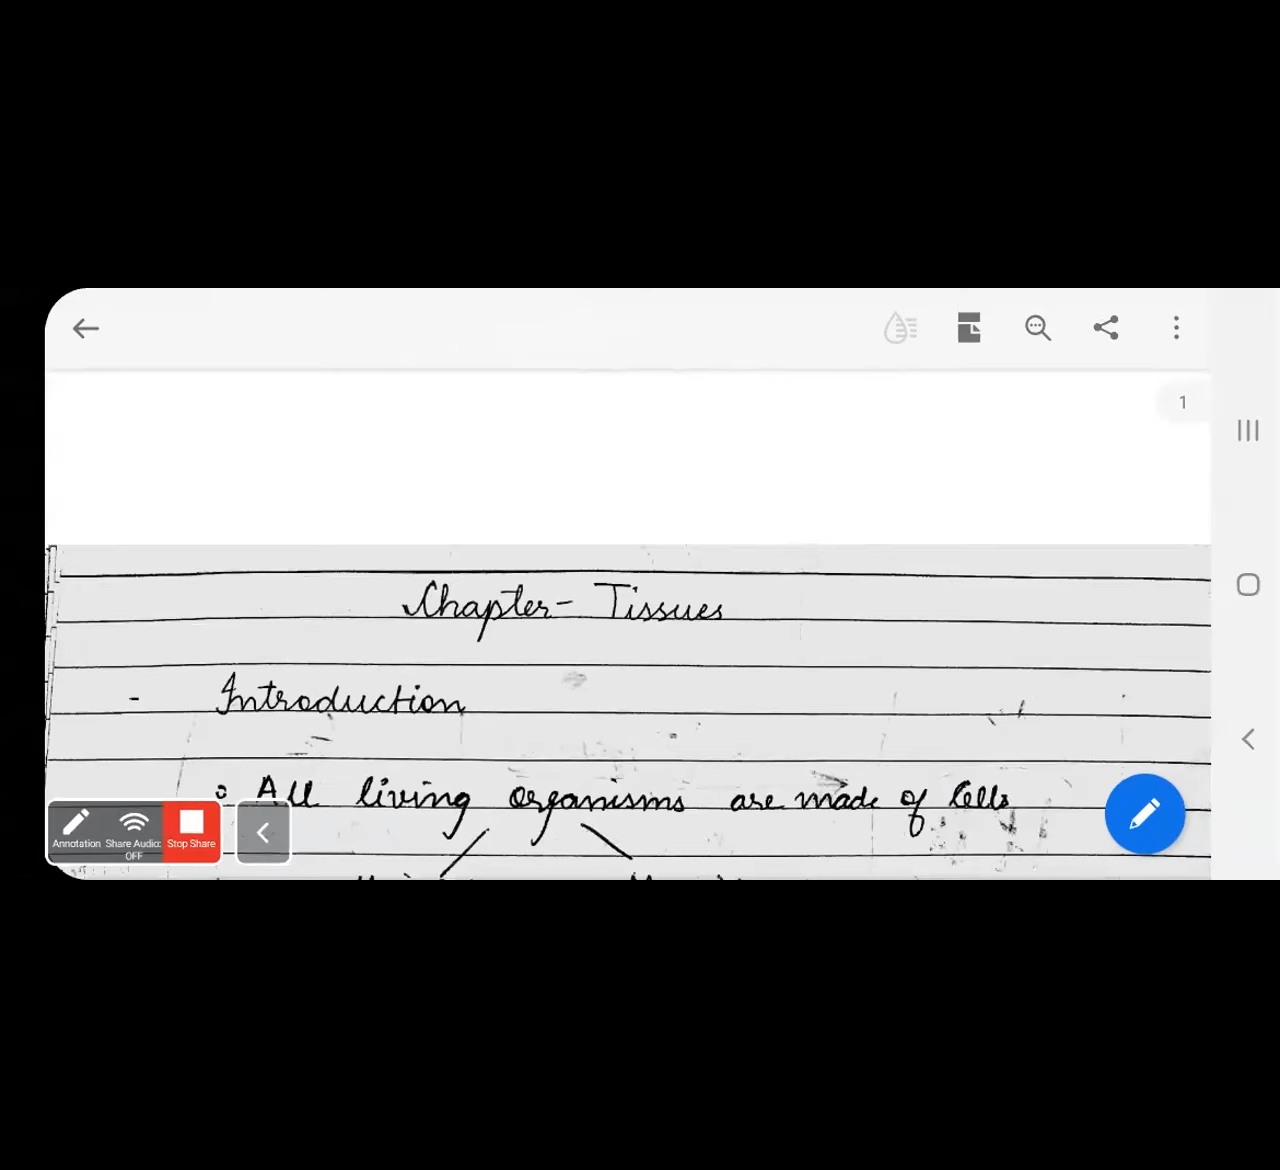 1
Chapter- Tissues
- Introduction
All living organisms are made of Cells
Annotation
Share Audio: OFF
Stop Share